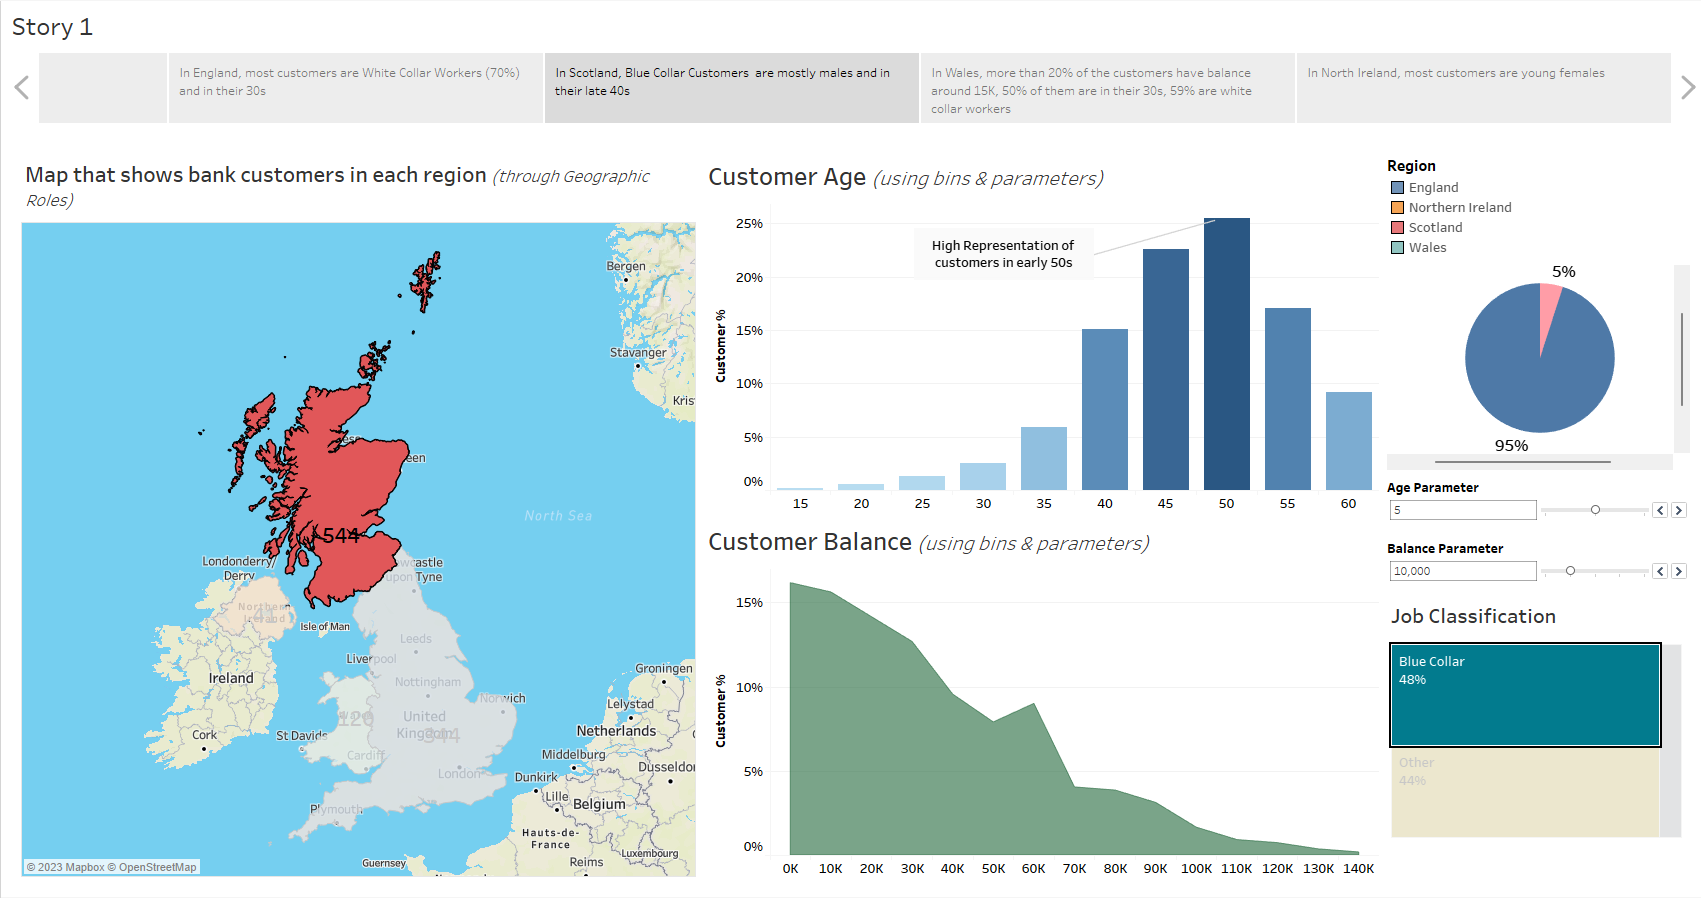 Story 1
In England, most customers are White Collar Workers (70%)
and in their 30s
In Scotland, Blue Collar Customers  are mostly males and in
their late 40s
In Wales, more than 20% of the customers have balance
around 15K, 50% of them are in their 30s, 59% are white
collar workers
In North Ireland, most customers are young females
Map that shows bank customers in each region (through Geographic
Roles)
Bergen
Stavanger
Kris
een
North Sea
544
Londonderry/
Derry
Northern
Ireland
Isle of Man
castle
upon Tyne
Leeds
Liverpool
Nottingham
Norwich
Ireland
United
Kingdom
120
Cork
St Davids
Cardiff
London
Plymouth
Groningen
Lelystad
Netherlands
Middelburg
Dunkirk
Dusseldor
Lille
Belgium
Hauts-de-
France
Luxembourg
Reims
Guernsey
© 2023 Mapbox © OpenStreetMap
Customer Age (using bins & parameters)
Customer %
25%
20%
15%
10%
5%
0%
High Representation of
customers in early 50s
15 20 25 30 35 40 45 50 55 60
Customer Balance (using bins & parameters)
Customer %
15%
10%
5%
0%
0K 10K 20K 30K 40K 50K 60K 70K 80K 90K 100K 110K 120K 130K 140K
Region
England
Northern Ireland
Scotland
Wales
5%
95%
Age Parameter
5
Balance Parameter
10,000
Job Classification
Blue Collar
48%
Other
44%